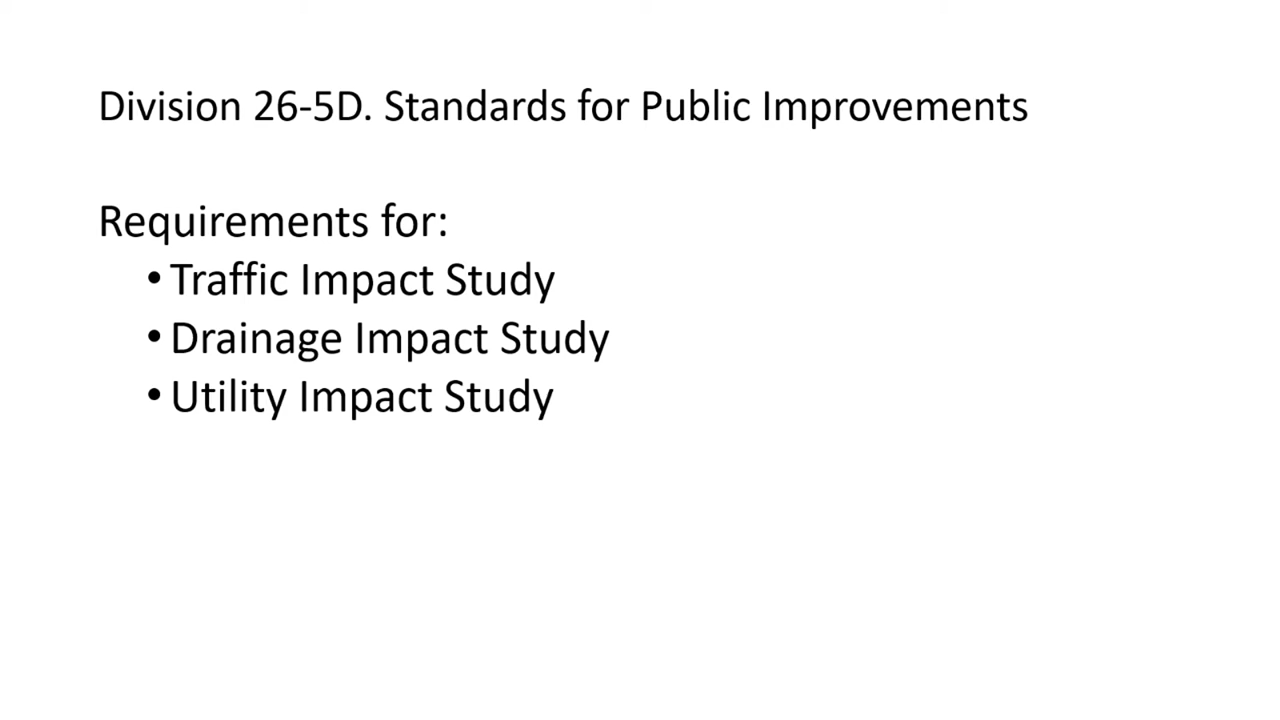 Division 26-5D. Standards for Public Improvements
Requirements for:
• Traffic Impact Study
• Drainage Impact Study
• Utility Impact Study